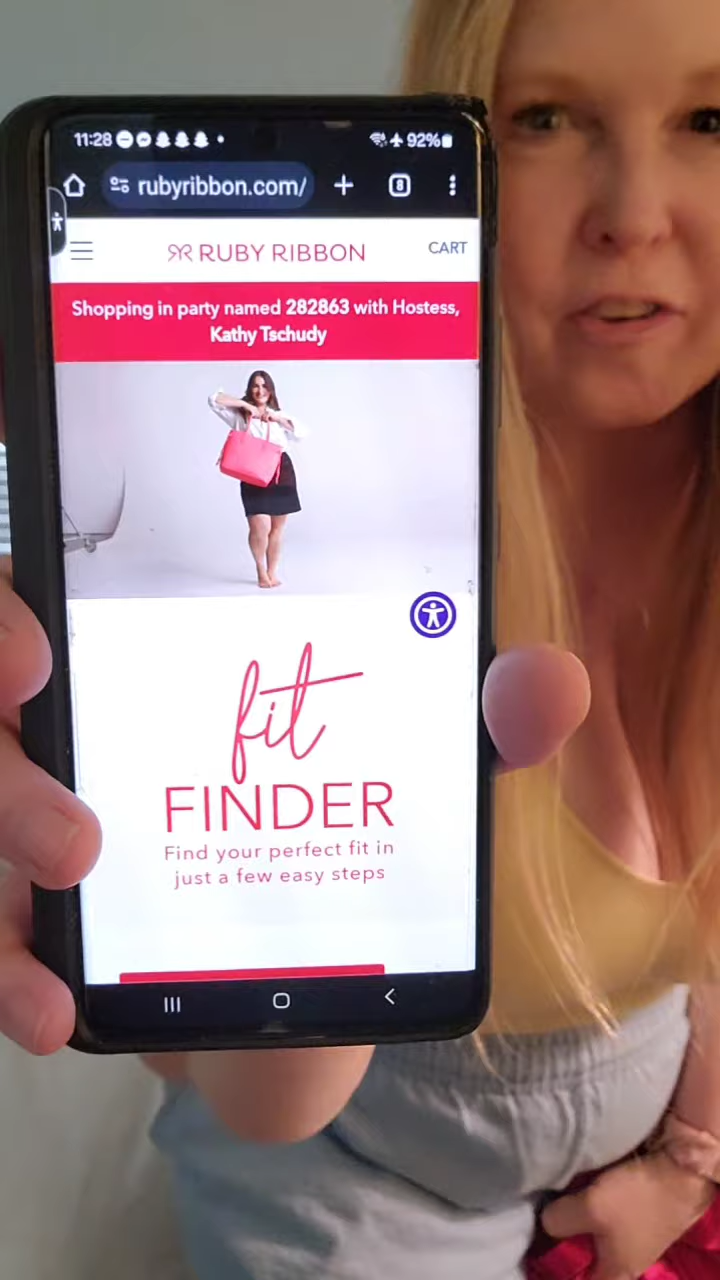 11:28 92%
rubyribbon.com/ 8
RUBY RIBBON CART
Shopping in party named 282863 with Hostess,
Kathy Tschudy
fit
FINDER
Find your perfect fit in
just a few easy steps